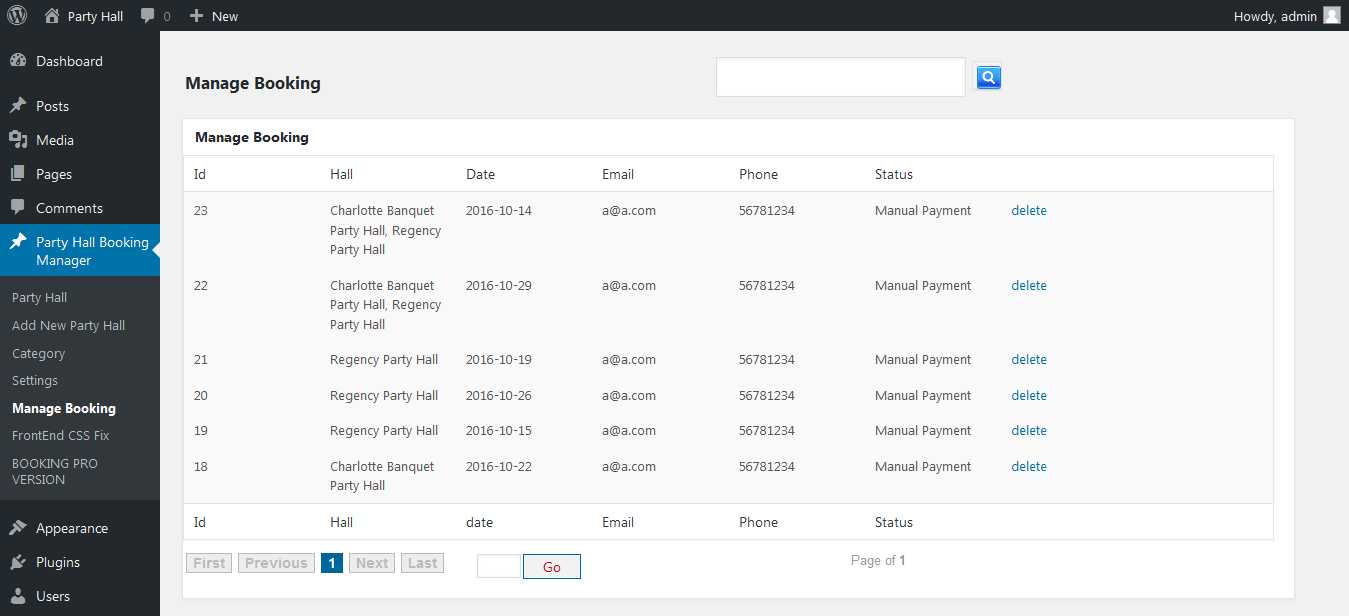 Party Hall 0 New Howdy, admin
Dashboard
Posts
Media
Pages
Comments
Party Hall Booking
Manager
Party Hall
Add New Party Hall
Category
Settings
Manage Booking
FrontEnd CSS Fix
BOOKING PRO
VERSION
Appearance
Plugins
Users
Manage Booking
Manage Booking
Id Hall Date Email Phone Status
23 Charlotte Banquet 2016-10-14 a@a.com 56781234 Manual Payment delete
Party Hall, Regency
Party Hall
22 Charlotte Banquet 2016-10-29 a@a.com 56781234 Manual Payment delete
Party Hall, Regency
Party Hall
21 Regency Party Hall 2016-10-19 a@a.com 56781234 Manual Payment delete
20 Regency Party Hall 2016-10-26 a@a.com 56781234 Manual Payment delete
19 Regency Party Hall 2016-10-15 a@a.com 56781234 Manual Payment delete
18 Charlotte Banquet 2016-10-22 a@a.com 56781234 Manual Payment delete
Party Hall
Id Hall date Email Phone Status
First Previous 1 Next Last Go Page of 1